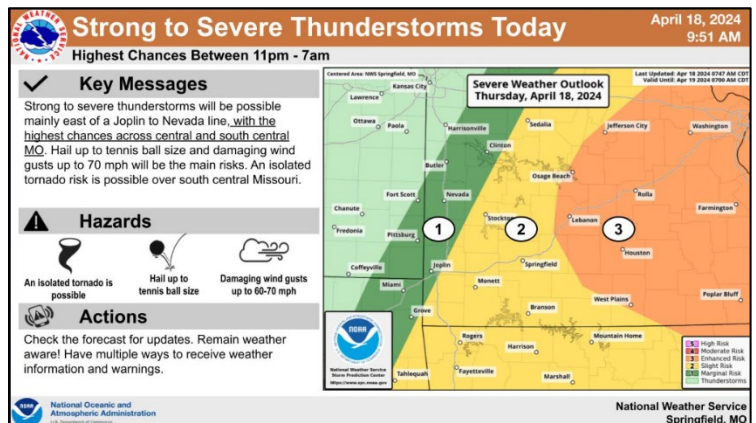 Strong to Severe Thunderstorms Today
April 18, 2024
9:51 AM
Highest Chances Between 11pm - 7am
NATIONAL WEATHER SERVICE
Key Messages
Strong to severe thunderstorms will be possible
mainly east of a Joplin to Nevada line, with the
highest chances across central and south central
MO. Hail up to tennis ball size and damaging wind
gusts up to 70 mph will be the main risks. An isolated
tornado risk is possible over south central Missouri.
Hazards
An isolated tornado is
possible
Hail up to
tennis ball size
Damaging wind gusts
up to 60-70 mph
Actions
Check the forecast for updates. Remain weather
aware! Have multiple ways to receive weather
information and warnings.
Centered Area: NWS Springfield, MO
Severe Weather Outlook
Thursday, April 18, 2024
Last Updated: Apr 18 2024 0747 AM CDT
Valid Until: Apr 19 2024 0700 AM CDT
Kansas City
Lawrence
Ottawa
Paola
Harrisonville
Sedalia
Jefferson City
Washington
Clinton
Butler
Osage Beach
Fort Scott
Nevada
Rolla
Chanute
Stockton
Lebanon
Farmington
Fredonia
Pittsburg
1
2
3
Houston
Coffeyville
Joplin
Springfield
Miami
Monett
West Plains
Poplar Bluff
Grove
Branson
Rogers
Harrison
Mountain Home
Tahlequah
Fayetteville
Marshall
NOAA
National Weather Service
Storm Prediction Center
https://www.spc.noaa.gov
5 High Risk
4 Moderate Risk
3 Enhanced Risk
2 Slight Risk
1 Marginal Risk
Thunderstorms
NOAA
National Oceanic and
Atmospheric Administration
U.S. Department of Commerce
National Weather Service
Springfield, MO